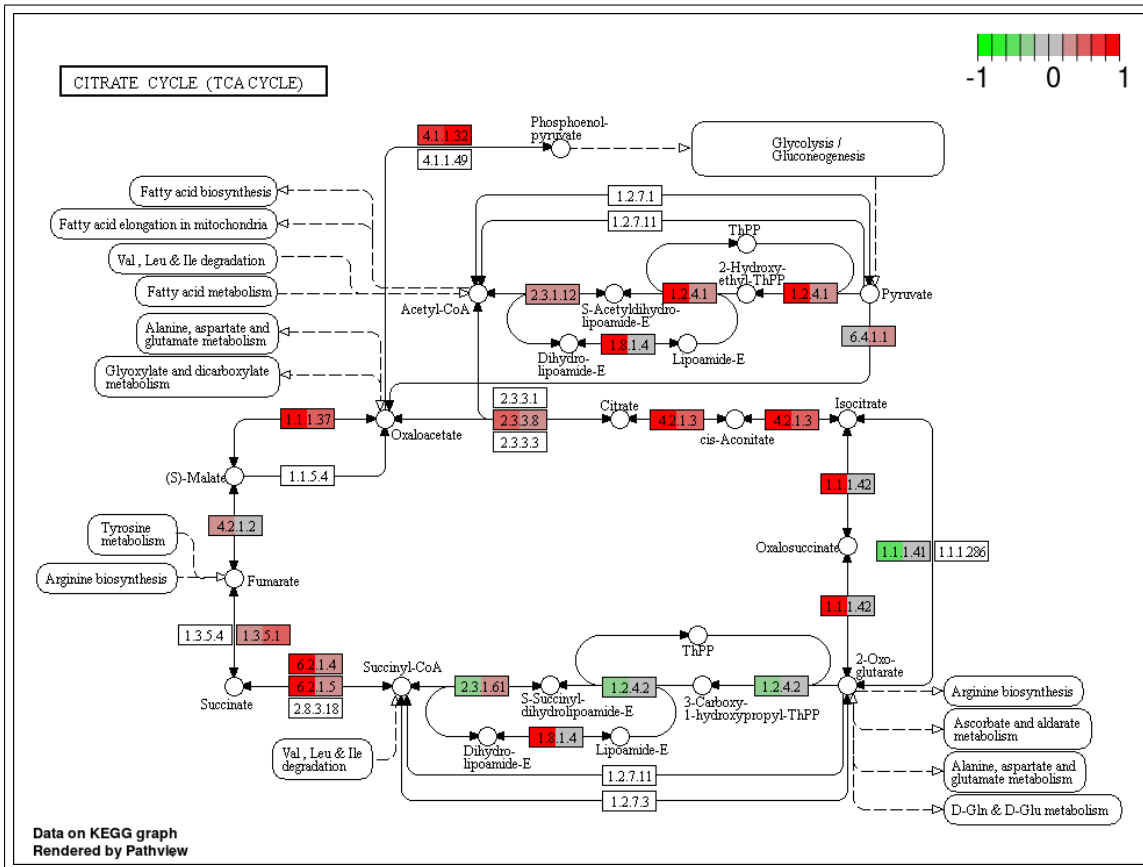 -1
0
1
CITRATE CYCLE (TCA CYCLE)
4.1.1.32
4.1.1.49
Phosphoenol-
pyruvate
Glycolysis /
Gluconeogenesis
Fatty acid biosynthesis
Fatty acid elongation in mitochondria
Val, Leu & Ile degradation
Fatty acid metabolism
Alanine, aspartate and
glutamate metabolism
Glyoxylate and dicarboxylate
metabolism
1.2.7.1
1.2.7.11
ThPP
2-Hydroxy-
ethyl-ThPP
Acetyl-CoA
2.3.1.12
S-Acetyldihydro-
lipoamide-E
1.2.4.1
1.2.4.1
Pyruvate
Dihydro-
lipoamide-E
1.8.1.4
Lipoamide-E
6.4.1.1
1.1.1.37
Oxaloacetate
2.3.3.1
2.3.3.8
2.3.3.3
Citrate
4.2.1.3
cis-Aconitate
4.2.1.3
Isocitrate
(S)-Malate
1.1.5.4
1.1.1.42
4.2.1.2
Tyrosine
metabolism
Oxalosuccinate
1.1.1.41
1.1.1.286
Arginine biosynthesis
Fumarate
1.1.1.42
1.3.5.4
1.3.5.1
ThPP
6.2.1.4
6.2.1.5
2.8.3.18
Succinate
Succinyl-CoA
2.3.1.61
S-Succinyl-
dihydrolipoamide-E
1.2.4.2
3-Carboxy-
1-hydroxypropyl-ThPP
1.2.4.2
2-Oxo-
glutarate
Val, Leu & Ile
degradation
Dihydro-
lipoamide-E
1.8.1.4
Lipoamide-E
1.2.7.11
1.2.7.3
Arginine biosynthesis
Ascorbate and aldarate
metabolism
Alanine, aspartate and
glutamate metabolism
D-Gln & D-Glu metabolism
Data on KEGG graph
Rendered by Pathview